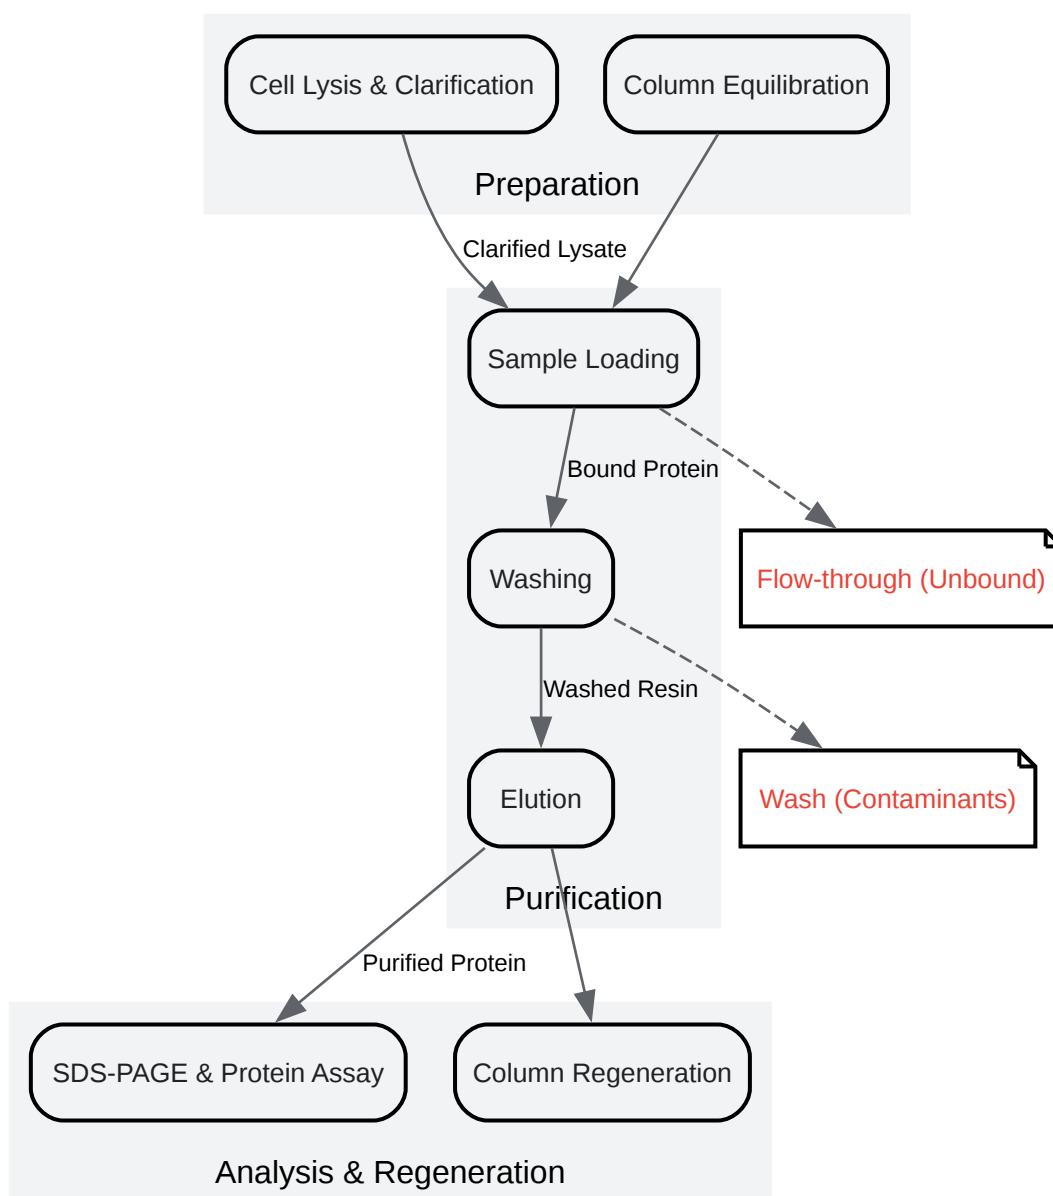 Cell Lysis & Clarification
Column Equilibration
Preparation
Clarified Lysate
Sample Loading
Bound Protein
Washing
Flow-through (Unbound)
Washed Resin
Elution
Wash (Contaminants)
Purification
Purified Protein
SDS-PAGE & Protein Assay
Column Regeneration
Analysis & Regeneration